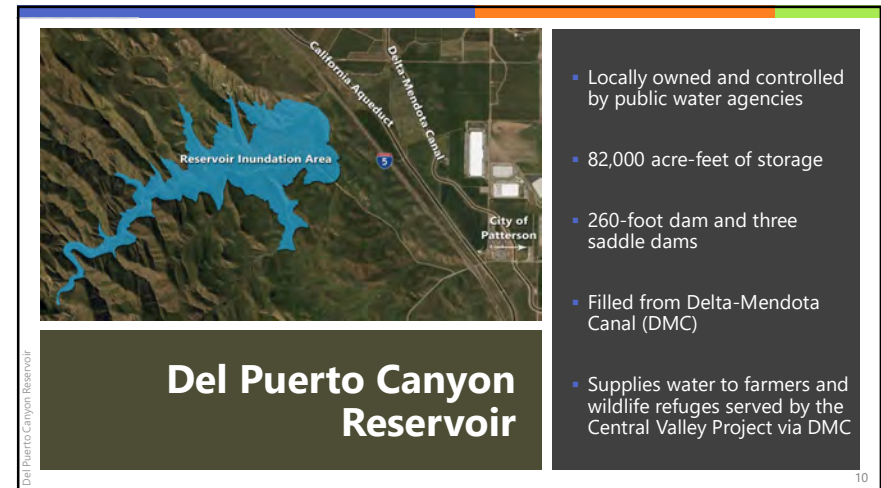 California Aqueduct
Delta-Mendota Canal
Reservoir Inundation Area
5
City of
Patterson
Del Puerto Canyon
Reservoir
Del Puerto Canyon Reservoir
▪ Locally owned and controlled
by public water agencies
▪ 82,000 acre-feet of storage
▪ 260-foot dam and three
saddle dams
▪ Filled from Delta-Mendota
Canal (DMC)
▪ Supplies water to farmers and
wildlife refuges served by the
Central Valley Project via DMC
10